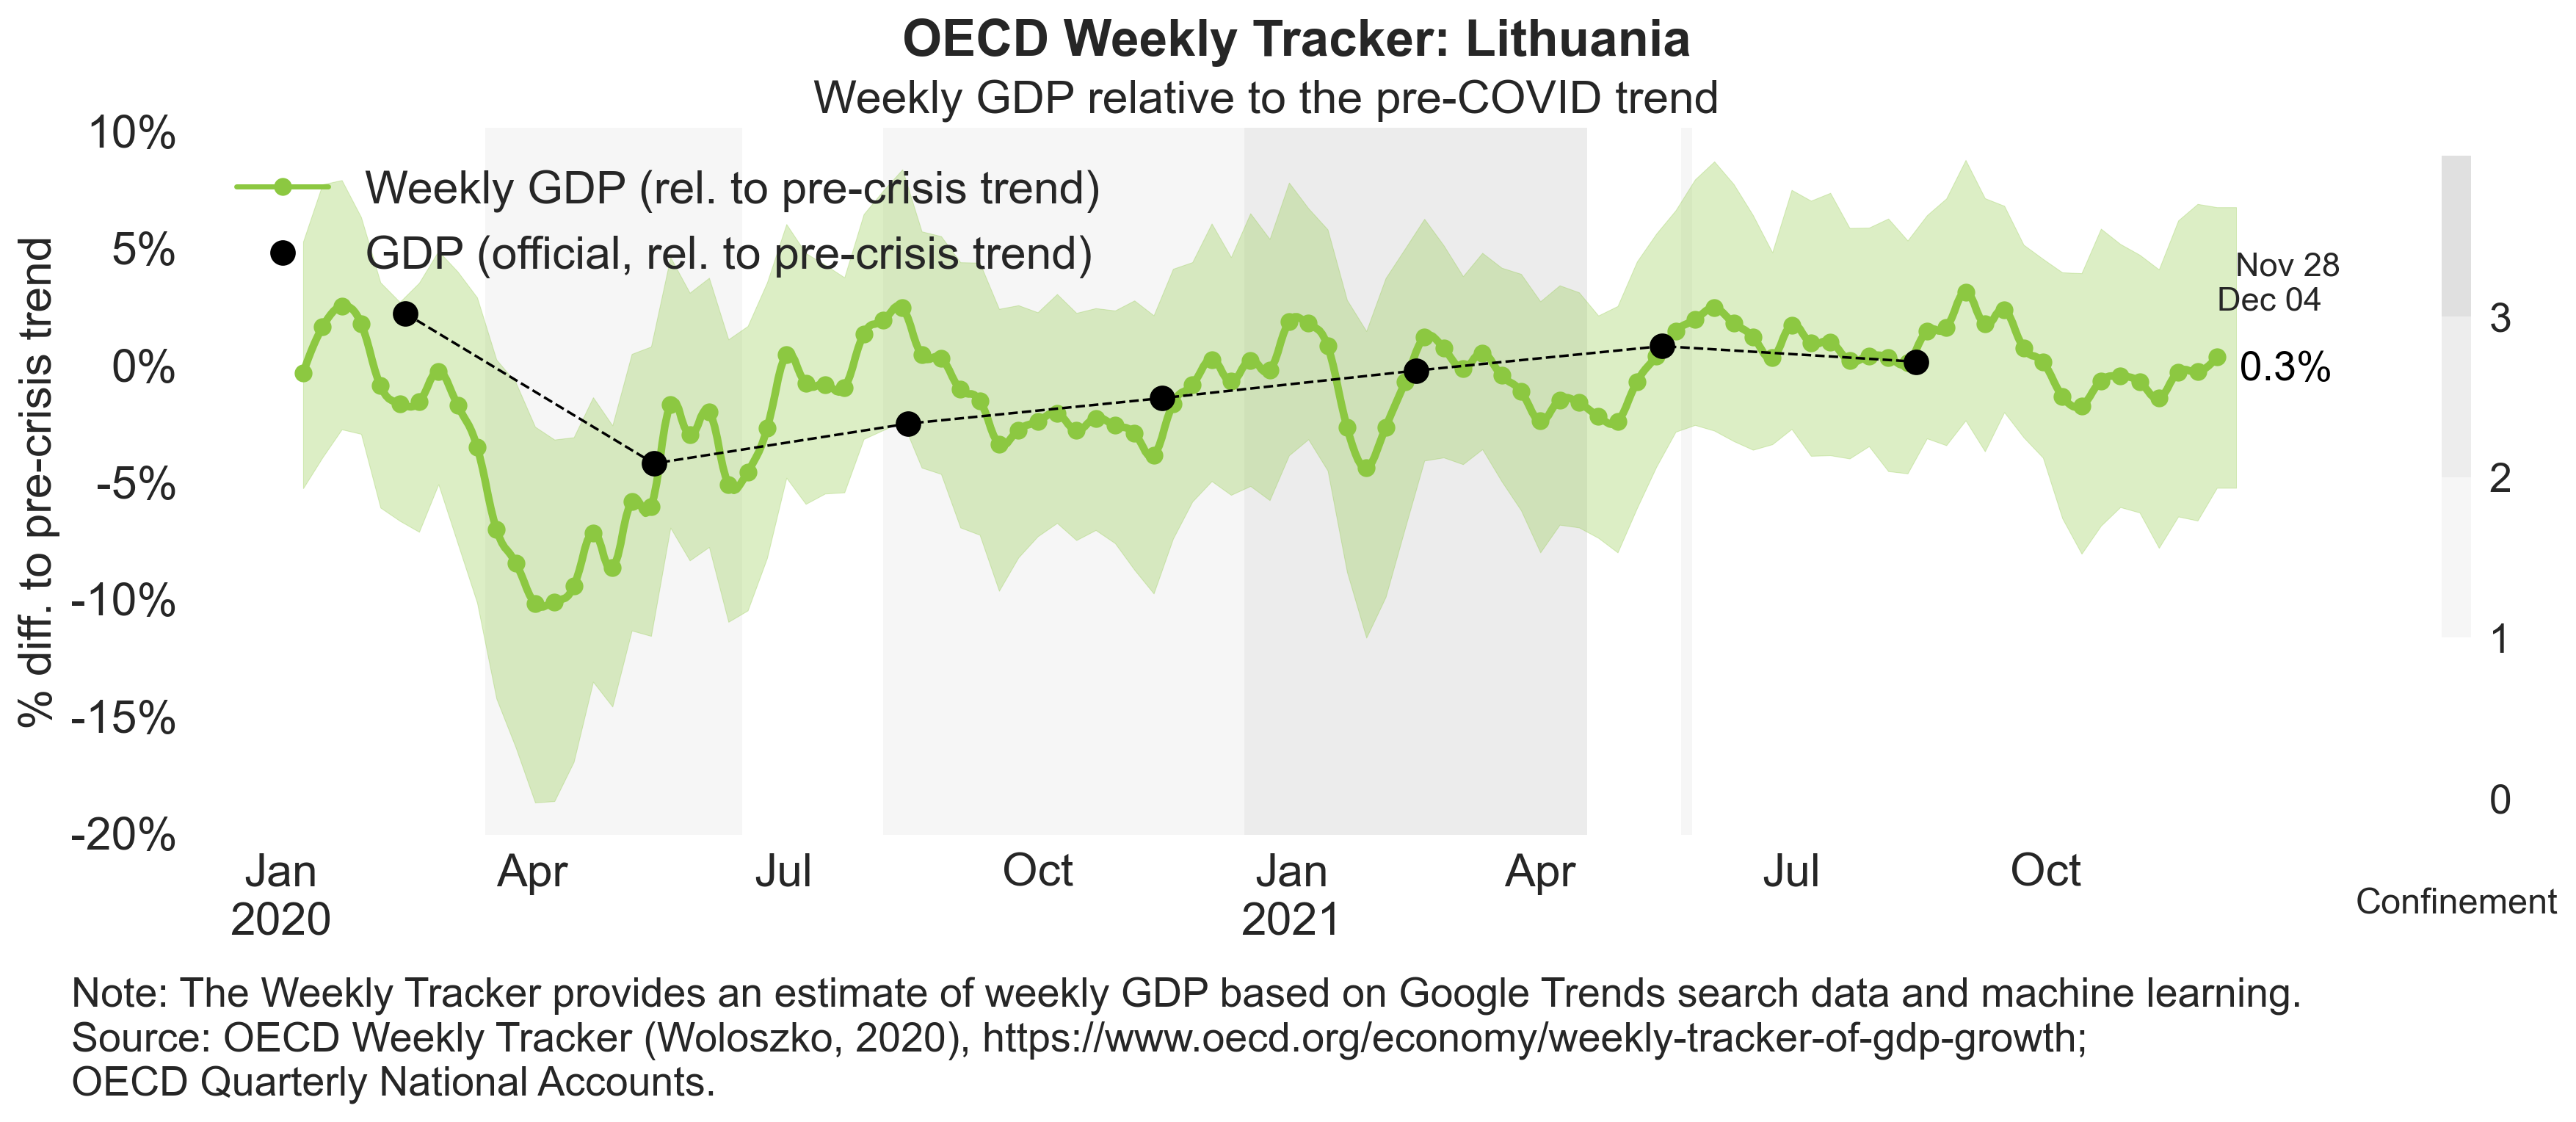 OECD Weekly Tracker: Lithuania
Weekly GDP relative to the pre-COVID trend
10%
5%
0%
-5%
-10%
-15%
-20%
% diff. to pre-crisis trend
Weekly GDP (rel. to pre-crisis trend)
GDP (official, rel. to pre-crisis trend)
Nov 28
Dec 04
0.3%
3
2
1
0
Confinement
Jan Apr Jul Oct Jan Apr Jul Oct
2020 2021
Note: The Weekly Tracker provides an estimate of weekly GDP based on Google Trends search data and machine learning.
Source: OECD Weekly Tracker (Woloszko, 2020), https://www.oecd.org/economy/weekly-tracker-of-gdp-growth;
OECD Quarterly National Accounts.